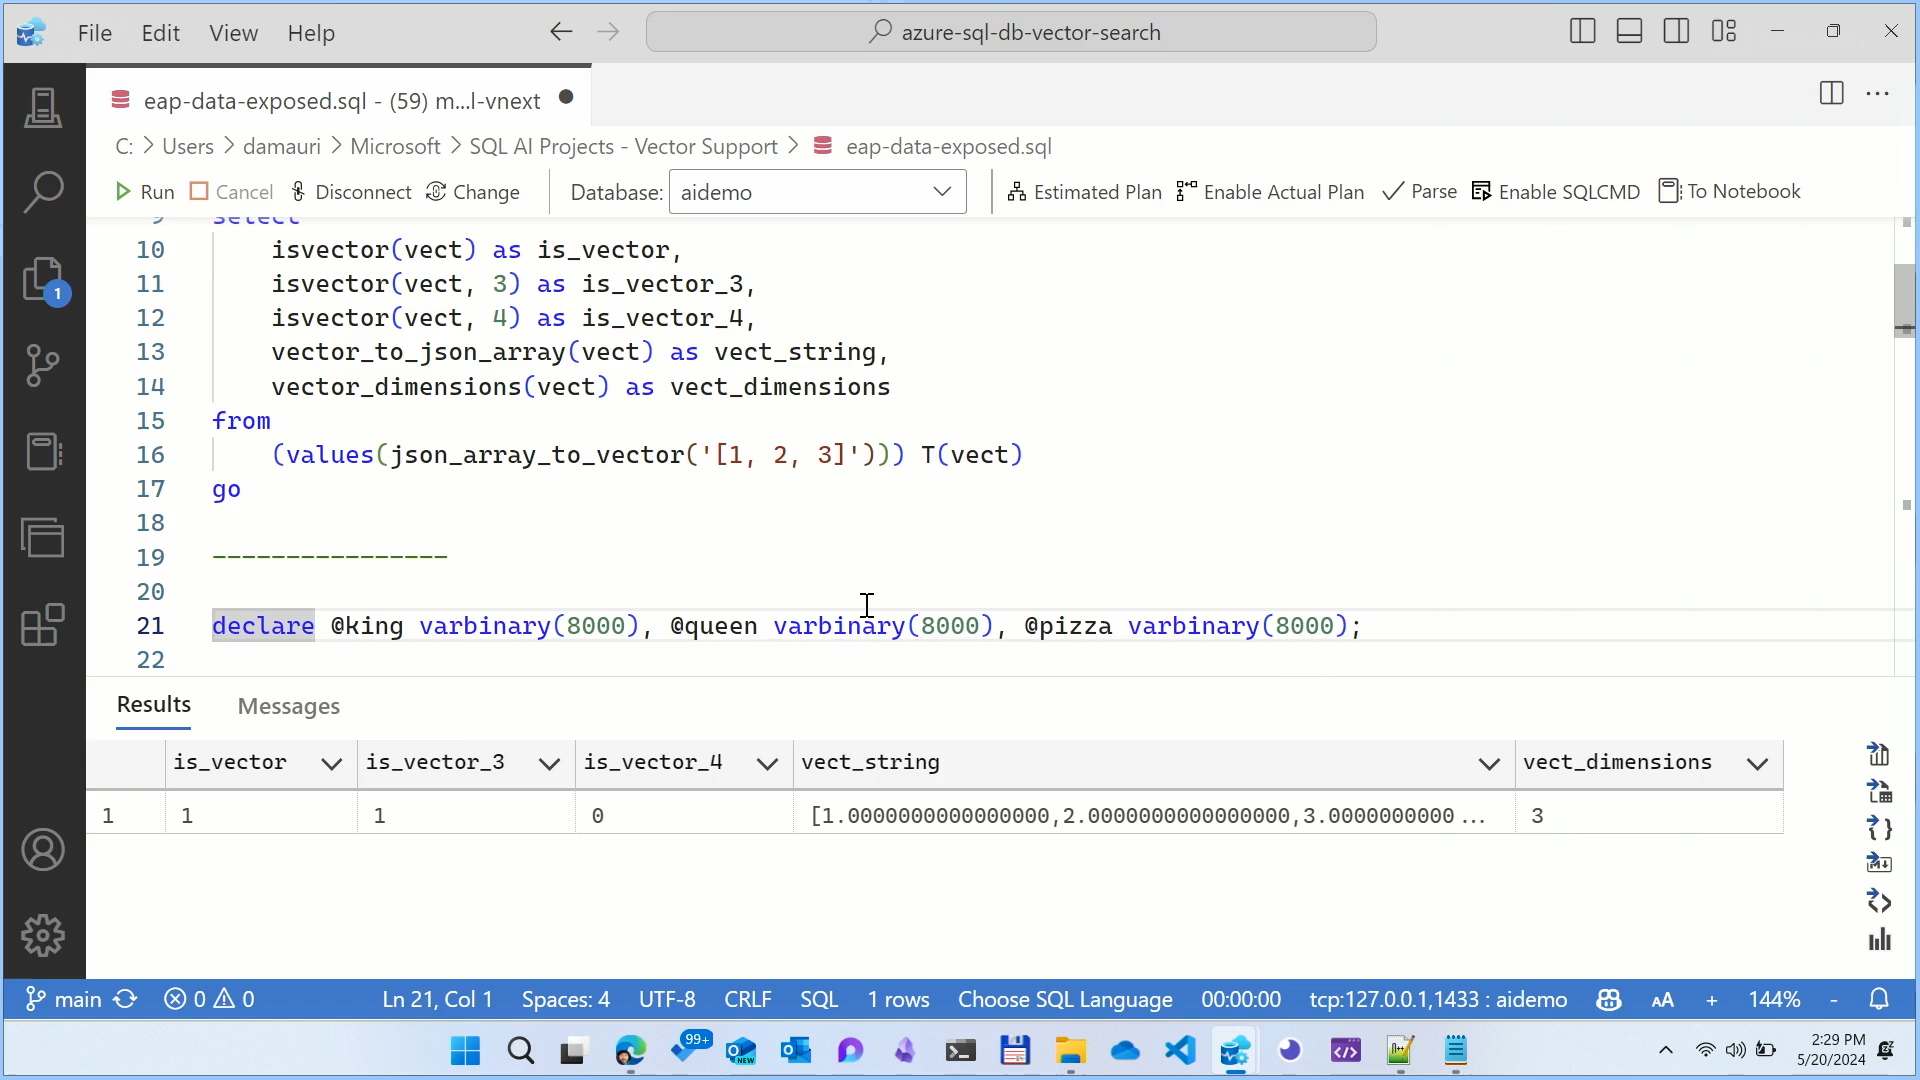 File Edit View Help azure-sql-db-vector-search
eap-data-exposed.sql - (59) m...l-vnext
C: > Users > damauri > Microsoft > SQL AI Projects - Vector Support > eap-data-exposed.sql
Run Cancel Disconnect Change Database: aidemo Estimated Plan Enable Actual Plan Parse Enable SQLCMD To Notebook
9 select
10 isvector(vect) as is_vector,
11 isvector(vect, 3) as is_vector_3,
12 isvector(vect, 4) as is_vector_4,
13 vector_to_json_array(vect) as vect_string,
14 vector_dimensions(vect) as vect_dimensions
15 from
16 (values(json_array_to_vector('[1, 2, 3]'))) T(vect)
17 go
18
19 ----------------
20
21 declare @king varbinary(8000), @queen varbinary(8000), @pizza varbinary(8000);
22
1
Results Messages
is_vector is_vector_3 is_vector_4 vect_string vect_dimensions
1 1 1 0 [1.0000000000000000,2.0000000000000000,3.0000000000... 3
main 0 0 Ln 21, Col 1 Spaces: 4 UTF-8 CRLF SQL 1 rows Choose SQL Language 00:00:00 tcp:127.0.0.1,1433 : aidemo AA + 144% -
99+ NEW
2:29 PM
5/20/2024